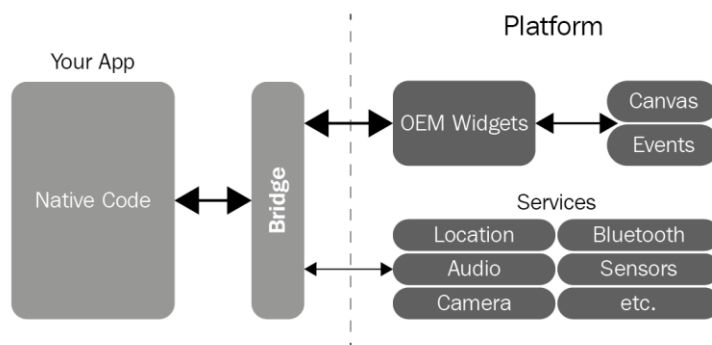 Your App
Native Code
Bridge
Platform
OEM Widgets
Canvas
Events
Services
Location
Bluetooth
Audio
Sensors
Camera
etc.